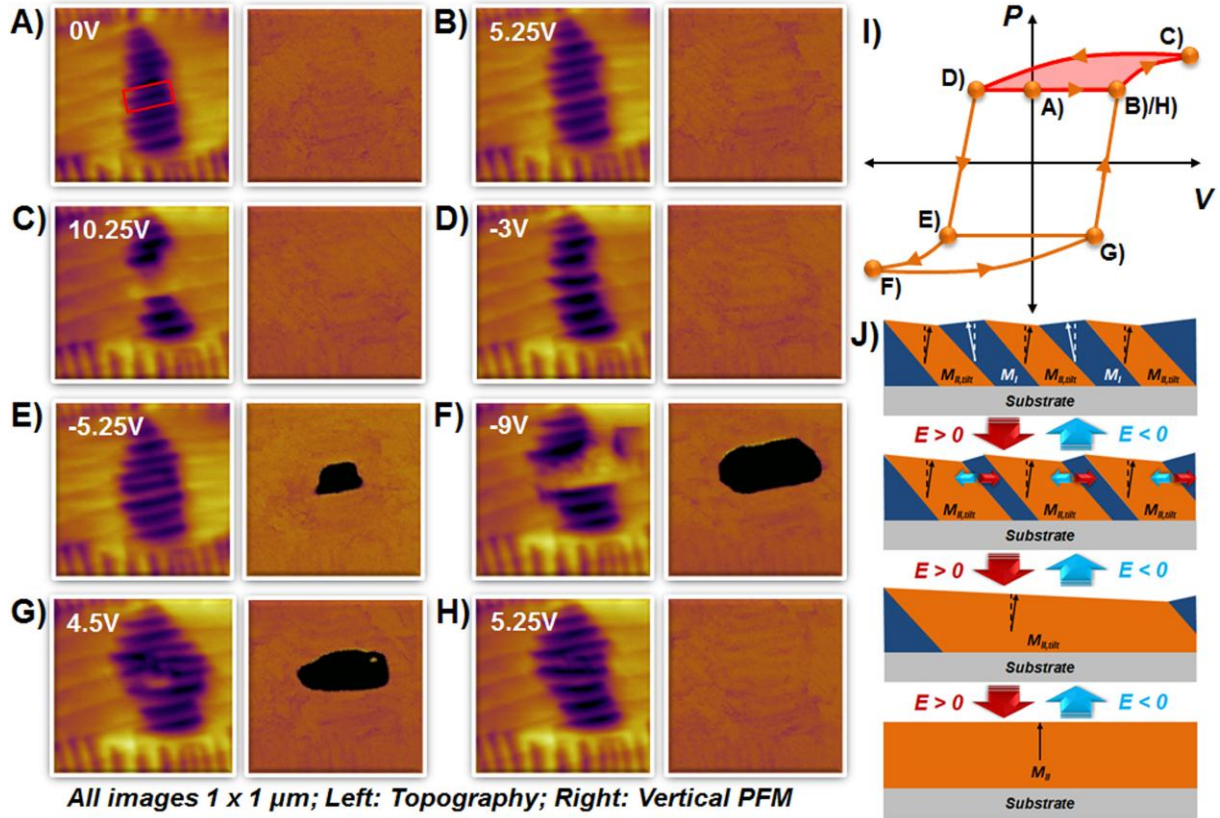 A)
0V
B)
5.25V
C)
10.25V
D)
-3V
E)
-5.25V
F)
-9V
G)
4.5V
H)
5.25V
All images 1 x 1 µm; Left: Topography; Right: Vertical PFM
I)
P
C)
D)
A)
B)/H)
V
E)
G)
F)
J)
M_II,tilt M_I M_II,tilt M_I M_II,tilt
Substrate
E > 0 E < 0
M_II,tilt M_II,tilt M_II,tilt
Substrate
E > 0 E < 0
M_II,tilt
Substrate
E > 0 E < 0
M_II
Substrate